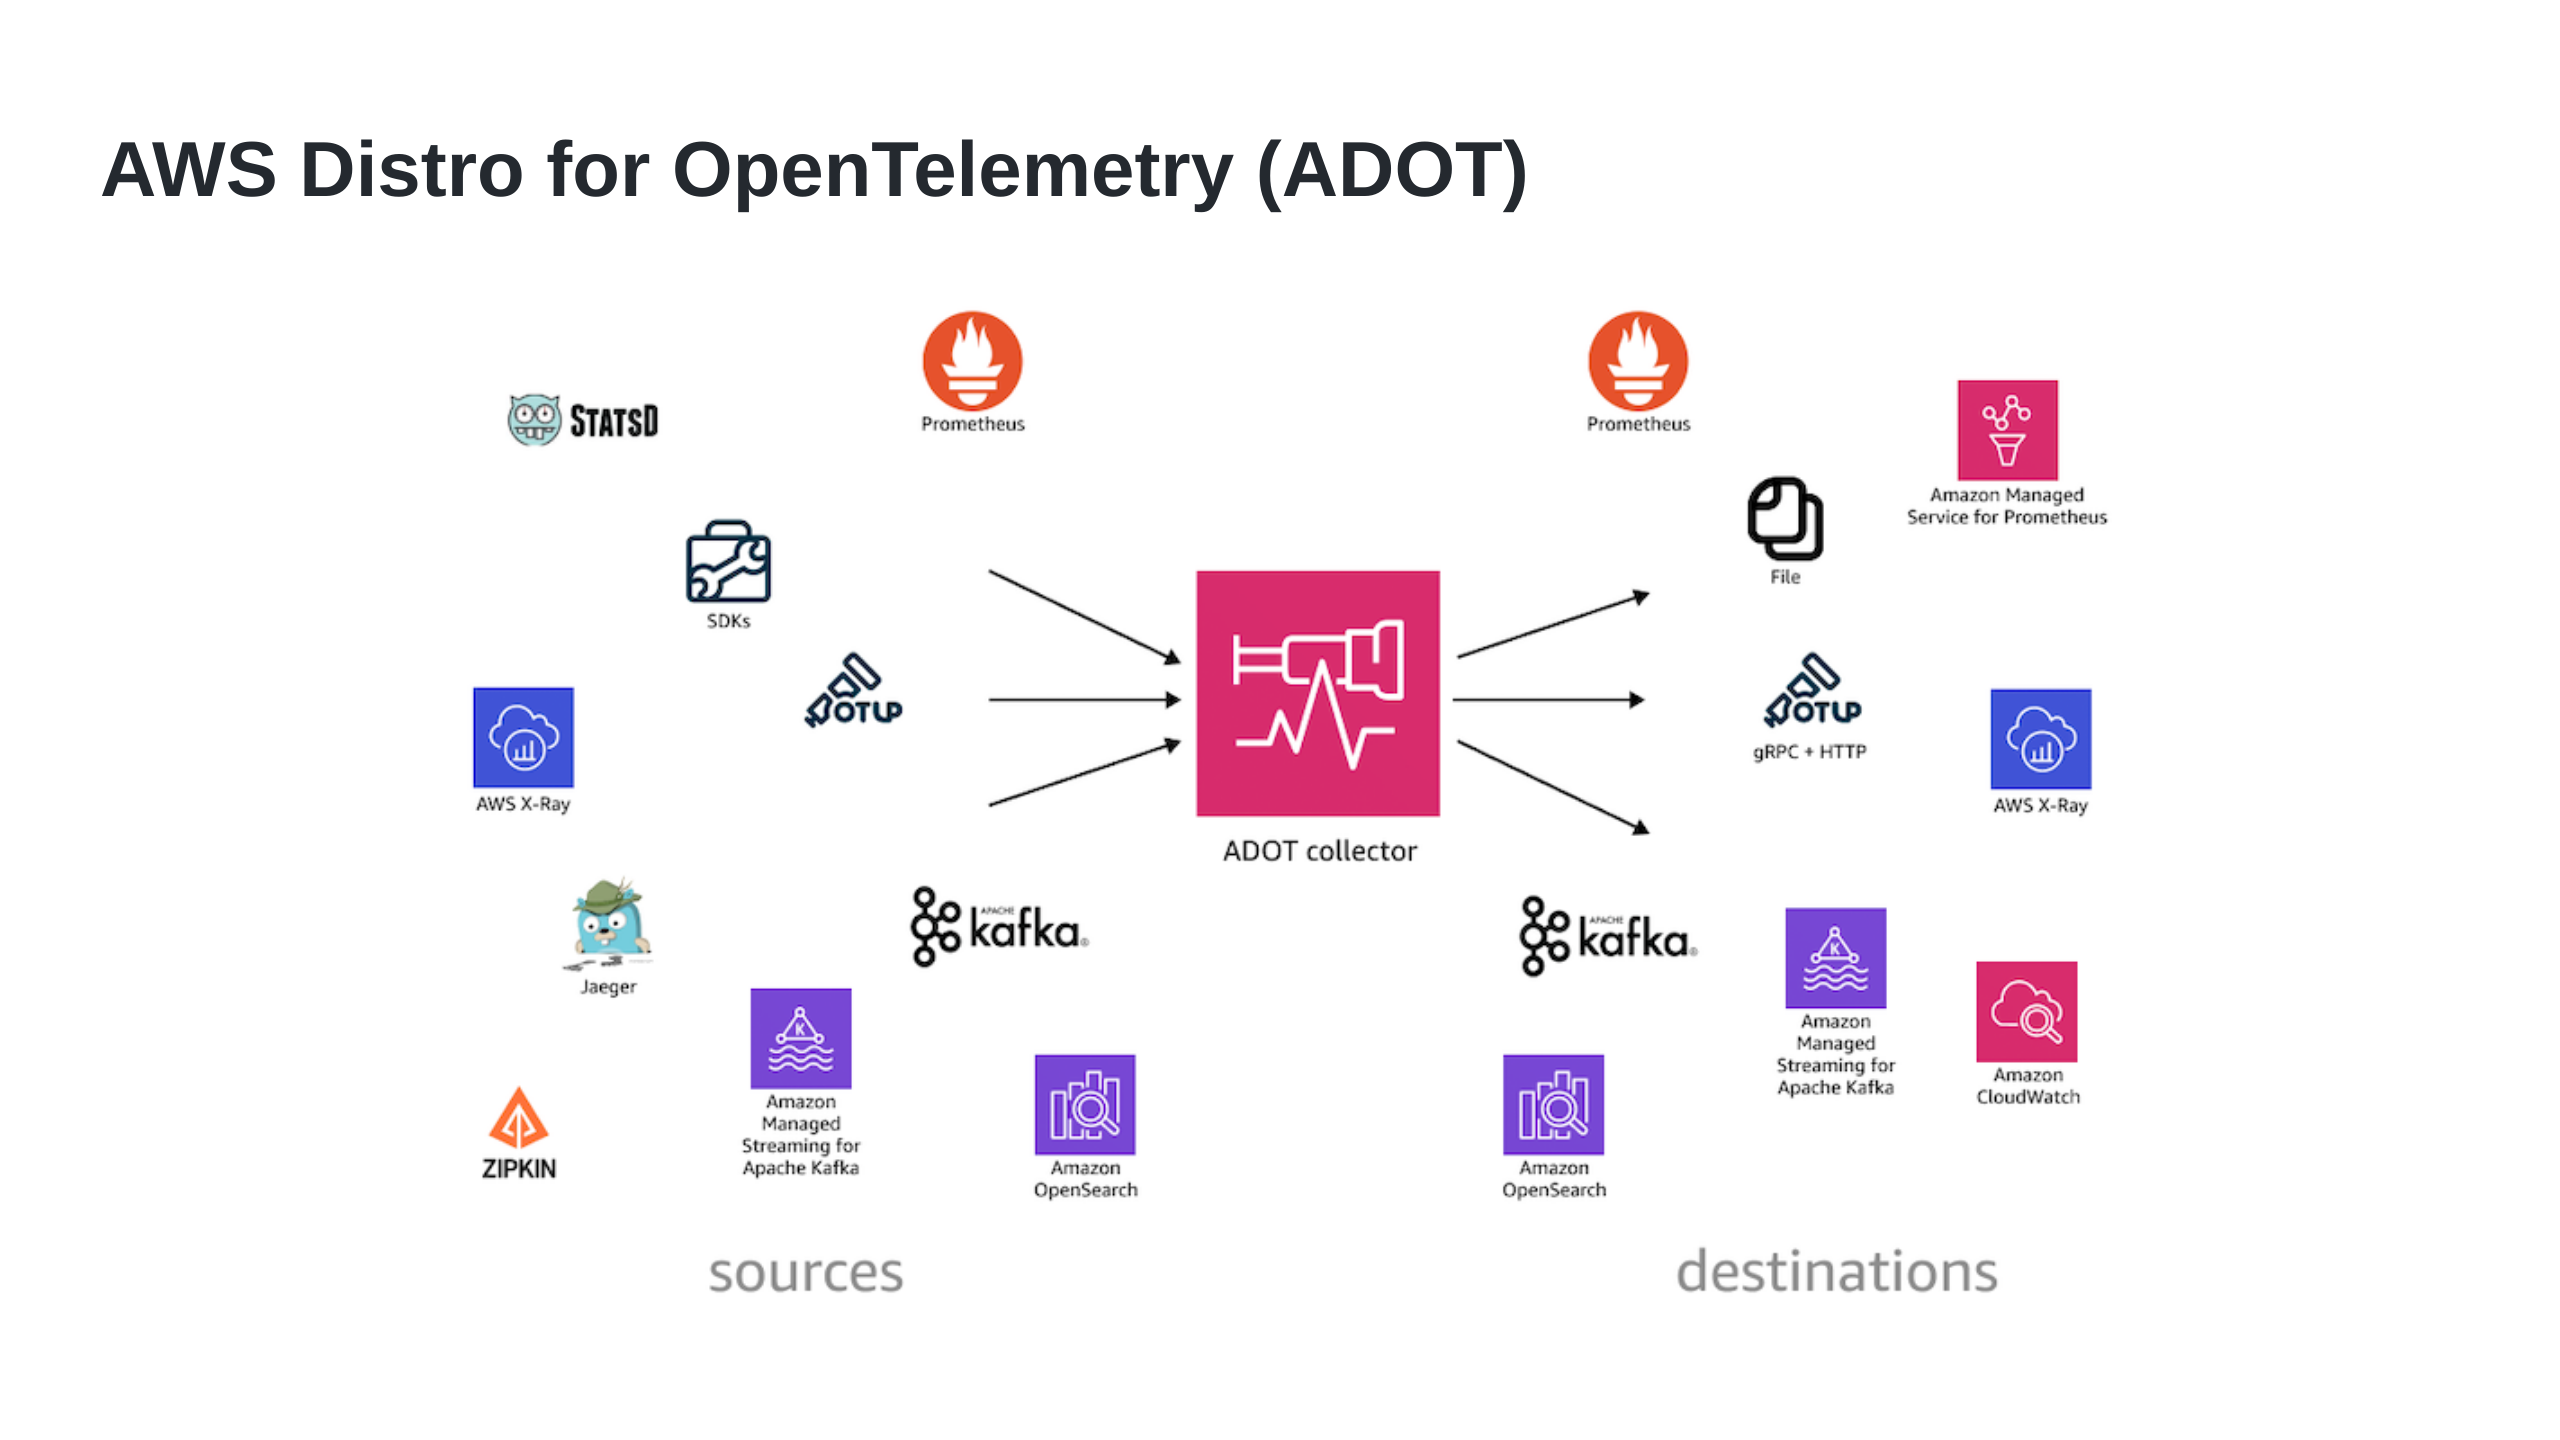 AWS Distro for OpenTelemetry (ADOT)
STATSD
Prometheus
SDKs
OTLP
AWS X-Ray
Jaeger
APACHE
kafka®
ZIPKIN
Amazon
Managed
Streaming for
Apache Kafka
Amazon
OpenSearch
sources
ADOT collector
Prometheus
Amazon Managed
Service for Prometheus
File
OTLP
gRPC + HTTP
AWS X-Ray
APACHE
kafka®
K
Amazon
Managed
Streaming for
Apache Kafka
Amazon
CloudWatch
Amazon
OpenSearch
destinations